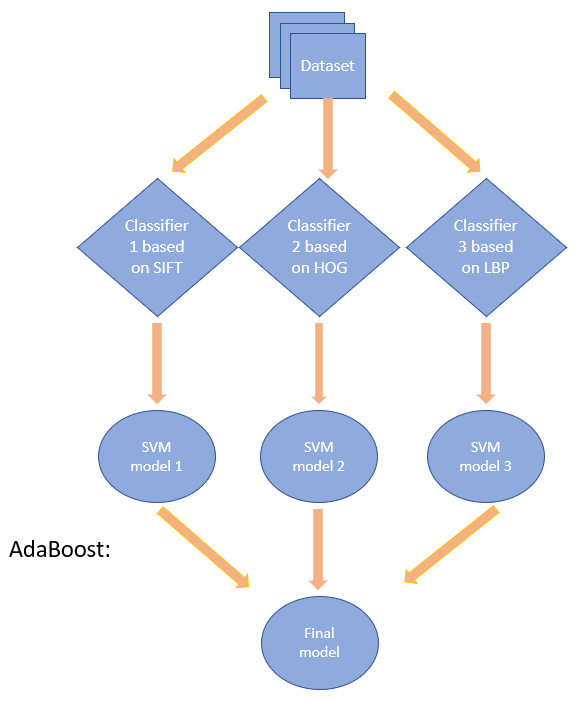 Dataset
Classifier
1 based
on SIFT
Classifier
2 based
on HOG
Classifier
3 based
on LBP
SVM
model 1
SVM
model 2
SVM
model 3
AdaBoost:
Final
model